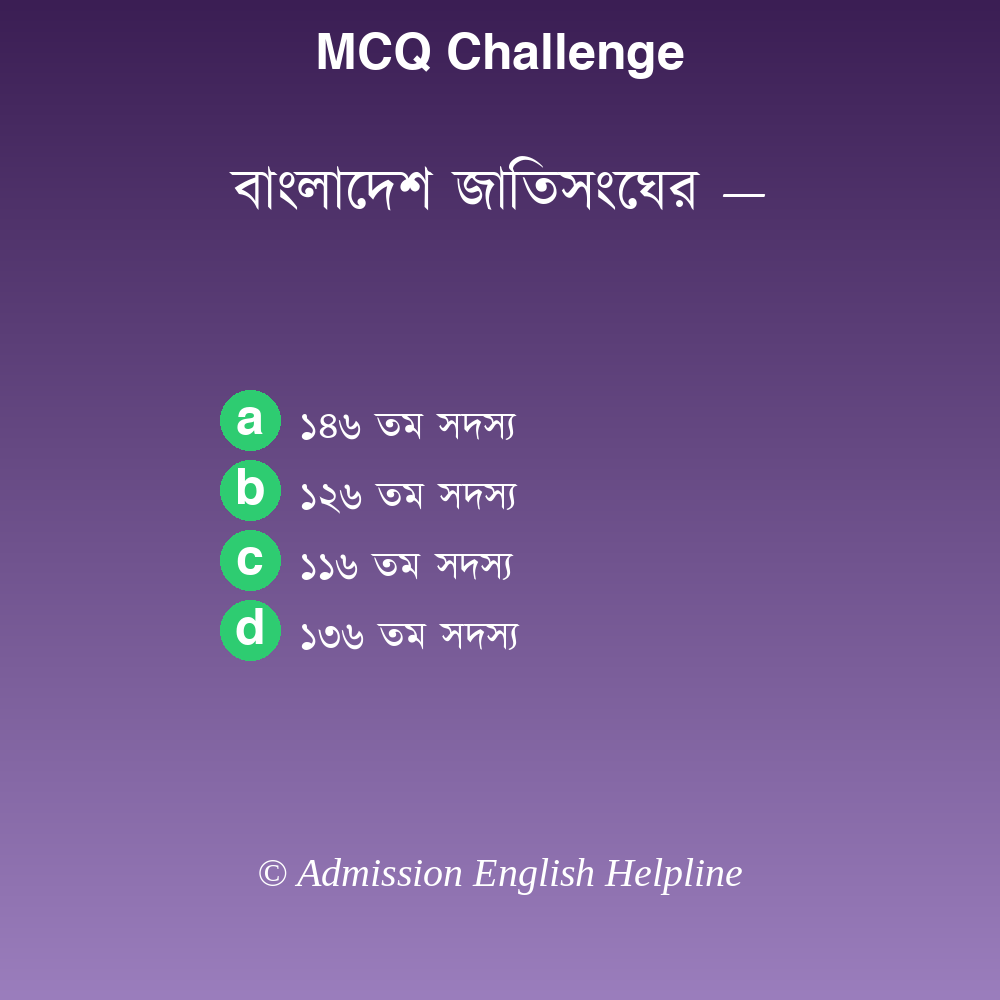 MCQ Challenge
বাংলাদেশ জাতিসংঘের —
a ১৪৬ তম সদস্য
b ১২৬ তম সদস্য
c ১১৬ তম সদস্য
d ১৩৬ তম সদস্য
© Admission English Helpline